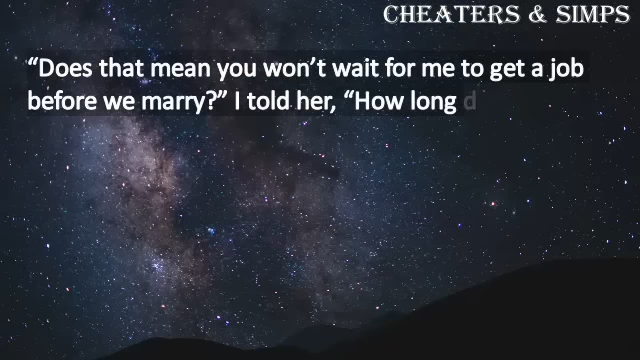 CHEATERS & SIMPS
“Does that mean you won’t wait for me to get a job
before we marry?” I told her, “How long d